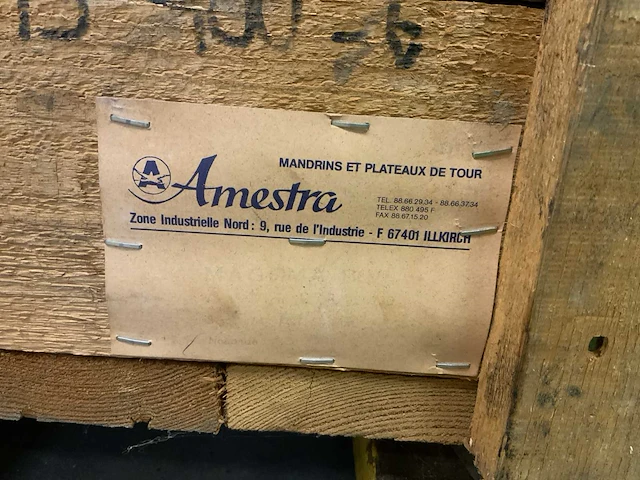 MANDRINS ET PLATEAUX DE TOUR
A
Amestra
TEL. 88.66.29.34 - 88.66.37.34
TELEX 880 495 F
FAX 88.67.15.20
Zone Industrielle Nord : 9, rue de l'Industrie - F 67401 ILLKIRCH